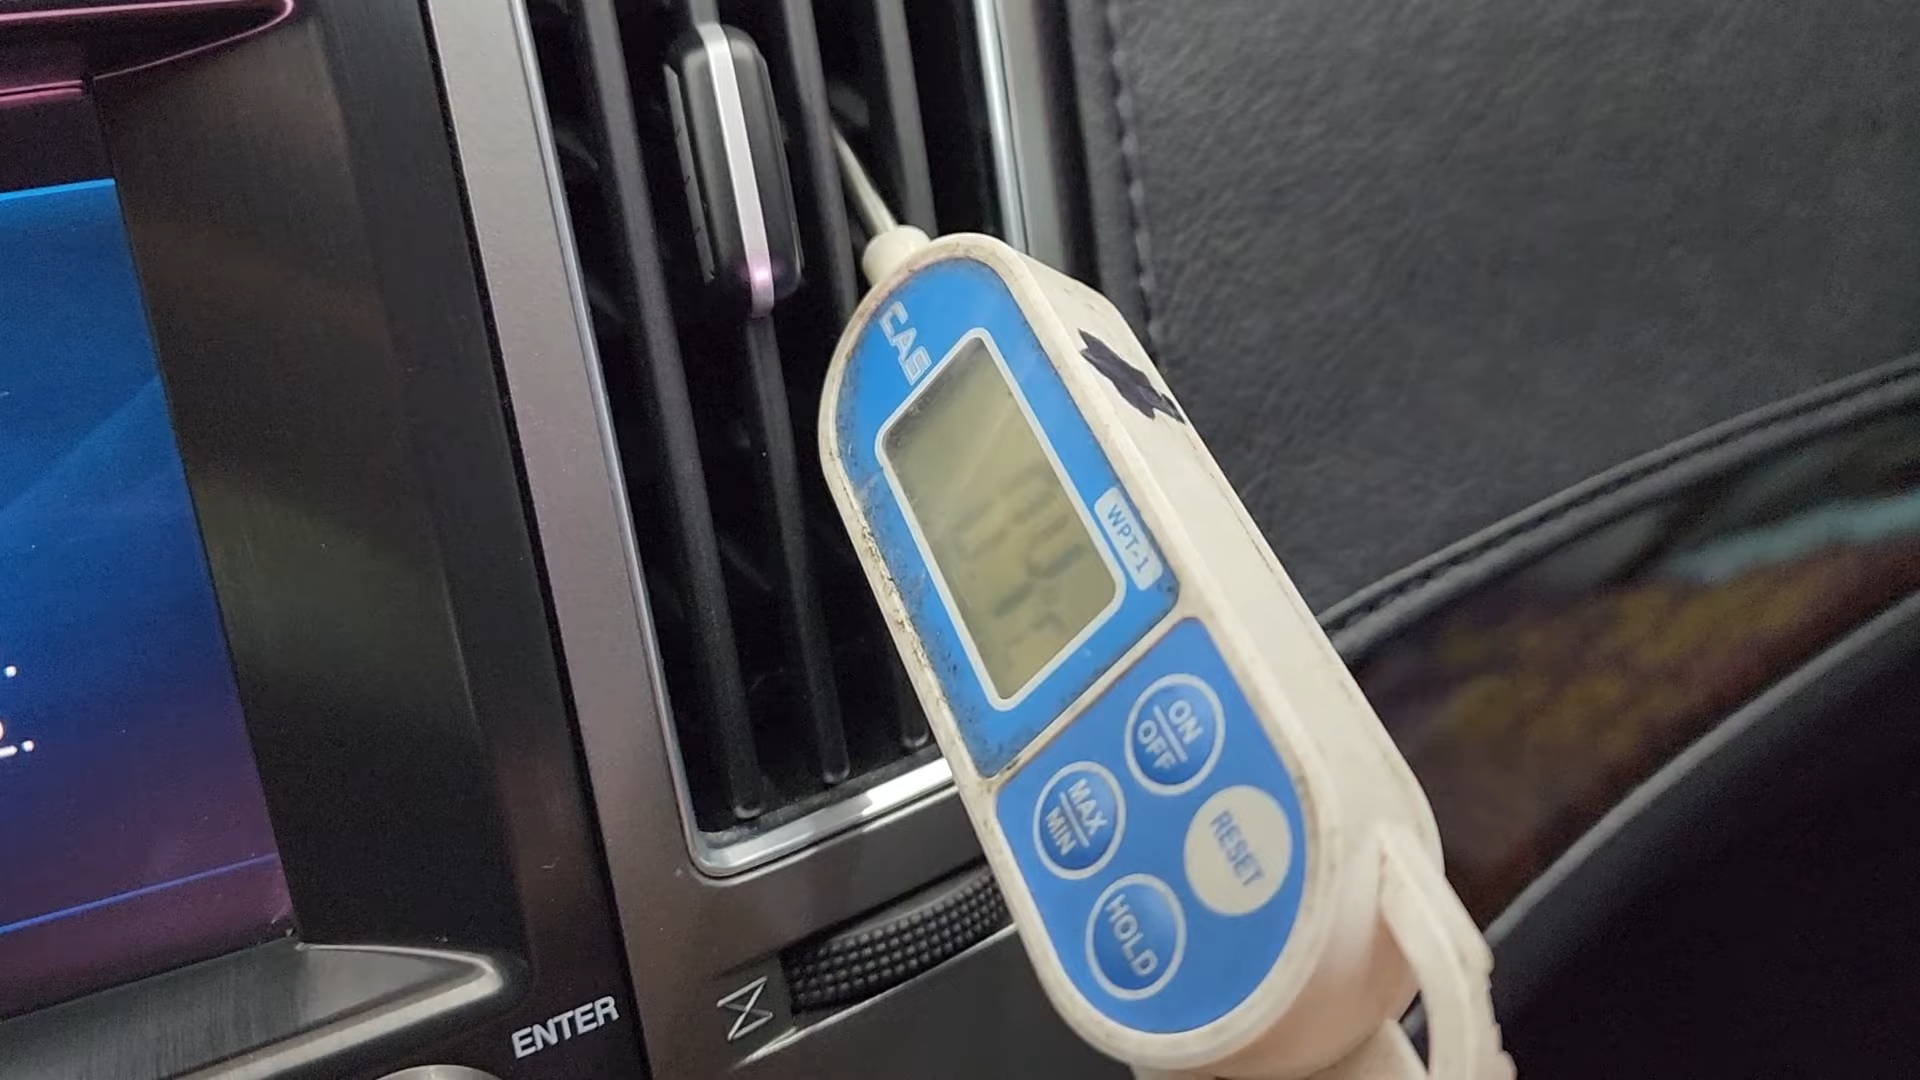 CAS
WPT-1
ON
OFF
MAX
MIN
RESET
HOLD
ENTER